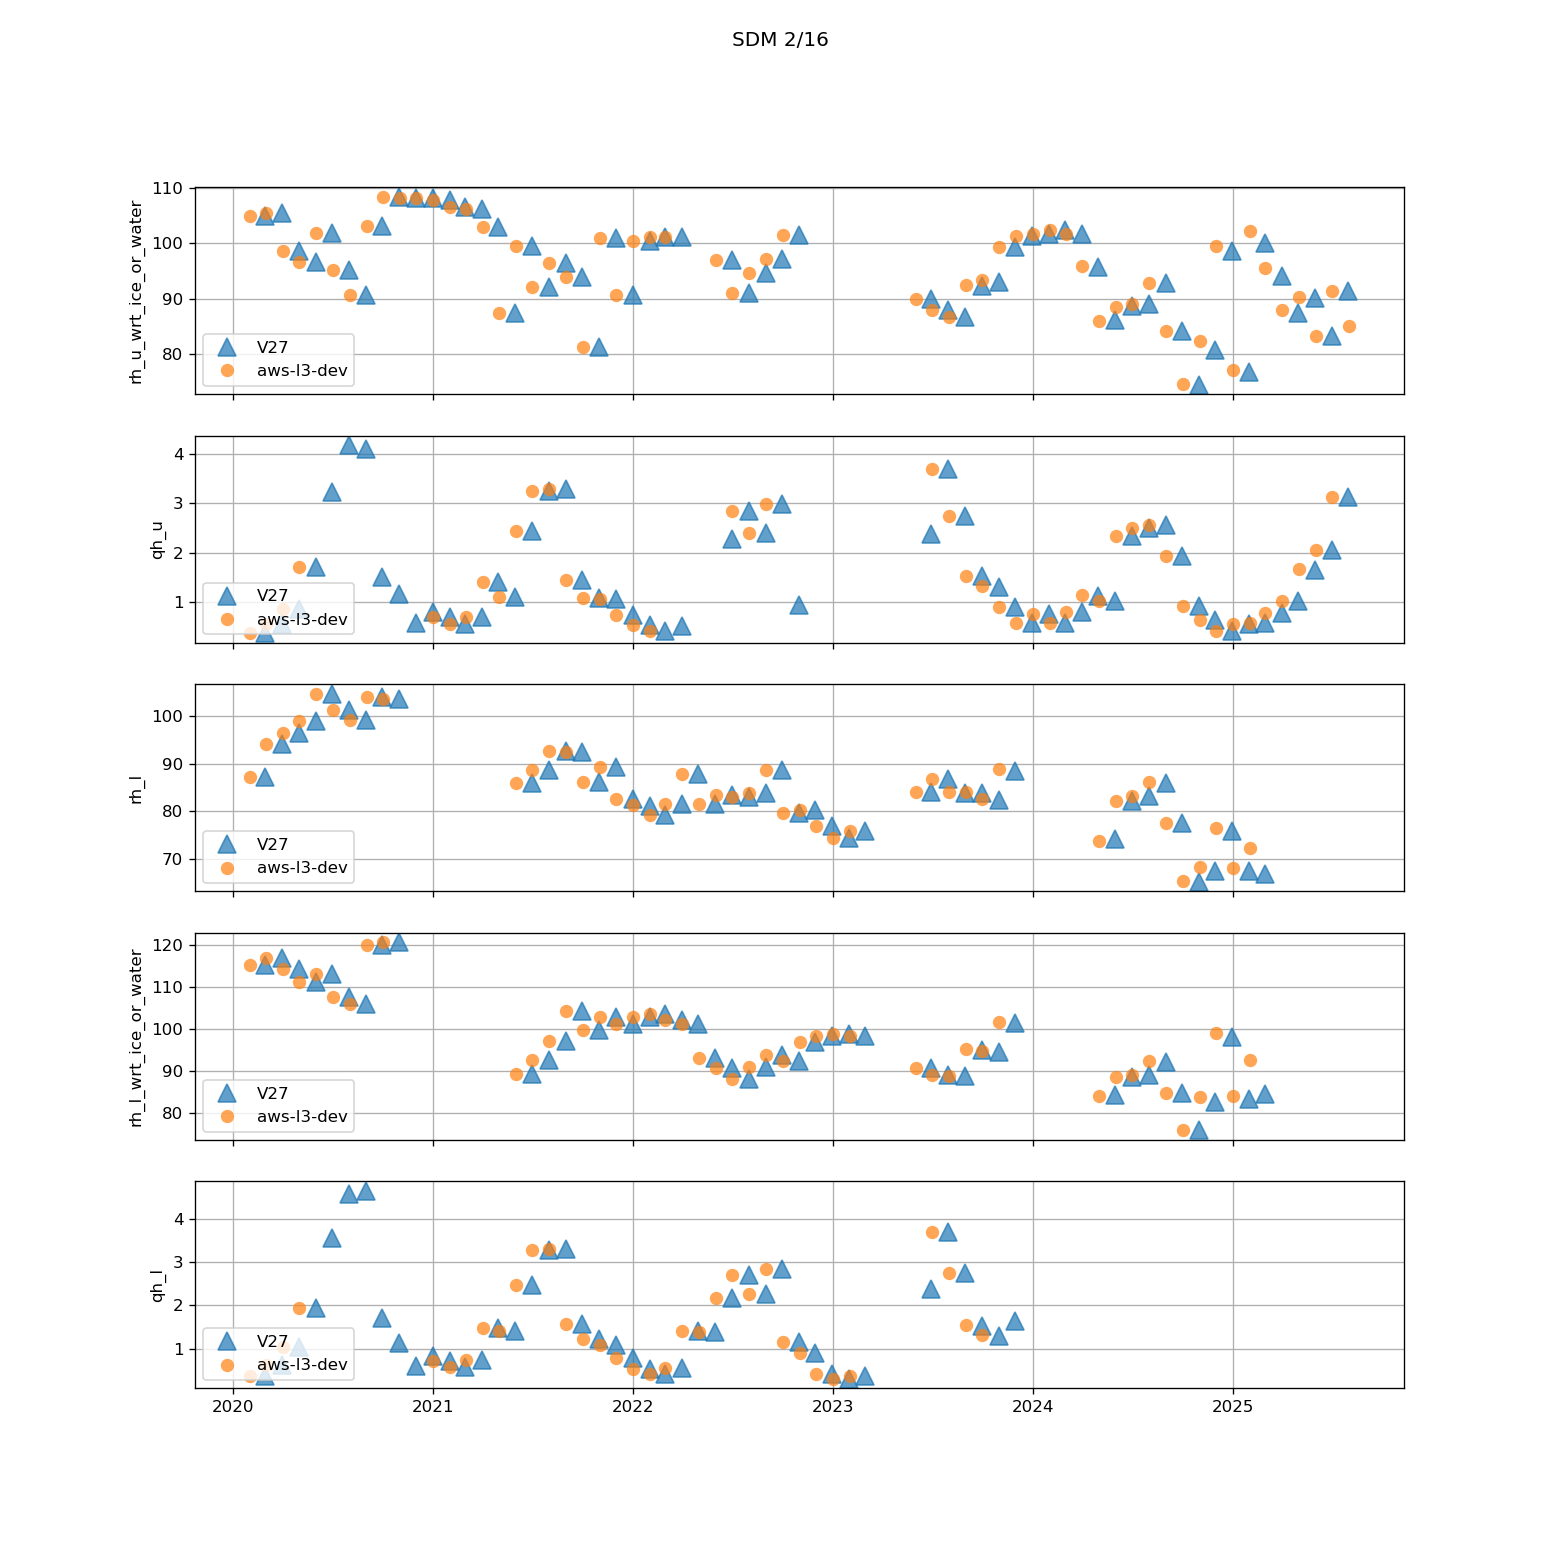 SDM 2/16
rh_u_wrt_ice_or_water
110
100
90
80
V27
aws-l3-dev
qh_u
4
3
2
1
V27
aws-l3-dev
rh_l
100
90
80
70
V27
aws-l3-dev
rh_l_wrt_ice_or_water
120
110
100
90
80
V27
aws-l3-dev
qh_l
4
3
2
1
V27
aws-l3-dev
2020 2021 2022 2023 2024 2025